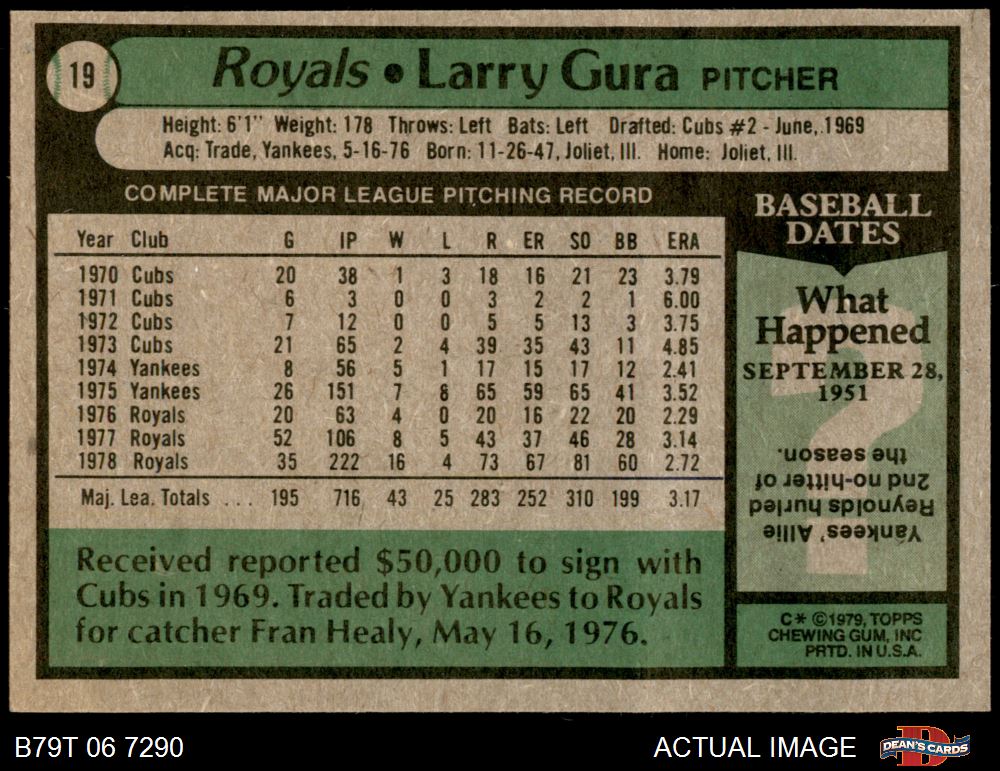 19
Royals • Larry Gura PITCHER
Height: 6'1" Weight: 178 Throws: Left Bats: Left Drafted: Cubs #2 - June, 1969
Acq: Trade, Yankees, 5-16-76 Born: 11-26-47, Joliet, Ill. Home: Joliet, Ill.
COMPLETE MAJOR LEAGUE PITCHING RECORD
Year Club G IP W L R ER SO BB ERA
1970 Cubs 20 38 1 3 18 16 21 23 3.79
1971 Cubs 6 3 0 0 3 2 2 1 6.00
1972 Cubs 7 12 0 0 5 5 13 3 3.75
1973 Cubs 21 65 2 4 39 35 43 11 4.85
1974 Yankees 8 56 5 1 17 15 17 12 2.41
1975 Yankees 26 151 7 8 65 59 65 41 3.52
1976 Royals 20 63 4 0 20 16 22 20 2.29
1977 Royals 52 106 8 5 43 37 46 28 3.14
1978 Royals 35 222 16 4 73 67 81 60 2.72
Maj. Lea. Totals .... 195 716 43 25 283 252 310 199 3.17
Received reported $50,000 to sign with
Cubs in 1969. Traded by Yankees to Royals
for catcher Fran Healy, May 16, 1976.
BASEBALL
DATES
What
Happened
SEPTEMBER 28,
1951
Yankees' Allie
Reynolds hurled
2nd no-hitter of
the season.
C* ©1979, TOPPS
CHEWING GUM, INC
PRTD. IN U.S.A.
B79T 06 7290
ACTUAL IMAGE
DEAN'S CARDS